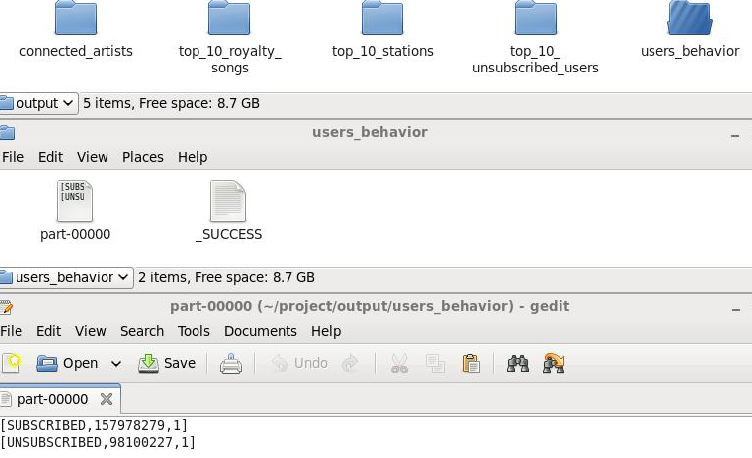 connected_artists
top_10_royalty_
songs
top_10_stations
top_10_
unsubscribed_users
users_behavior
output 5 items, Free space: 8.7 GB
users_behavior
File Edit View Places Help
[SUBS
[UNSU
part-00000
_SUCCESS
users_behavior 2 items, Free space: 8.7 GB
part-00000 (~/project/output/users_behavior) - gedit
File Edit View Search Tools Documents Help
Open Save Undo
part-00000
[SUBSCRIBED,157978279,1]
[UNSUBSCRIBED,98100227,1]